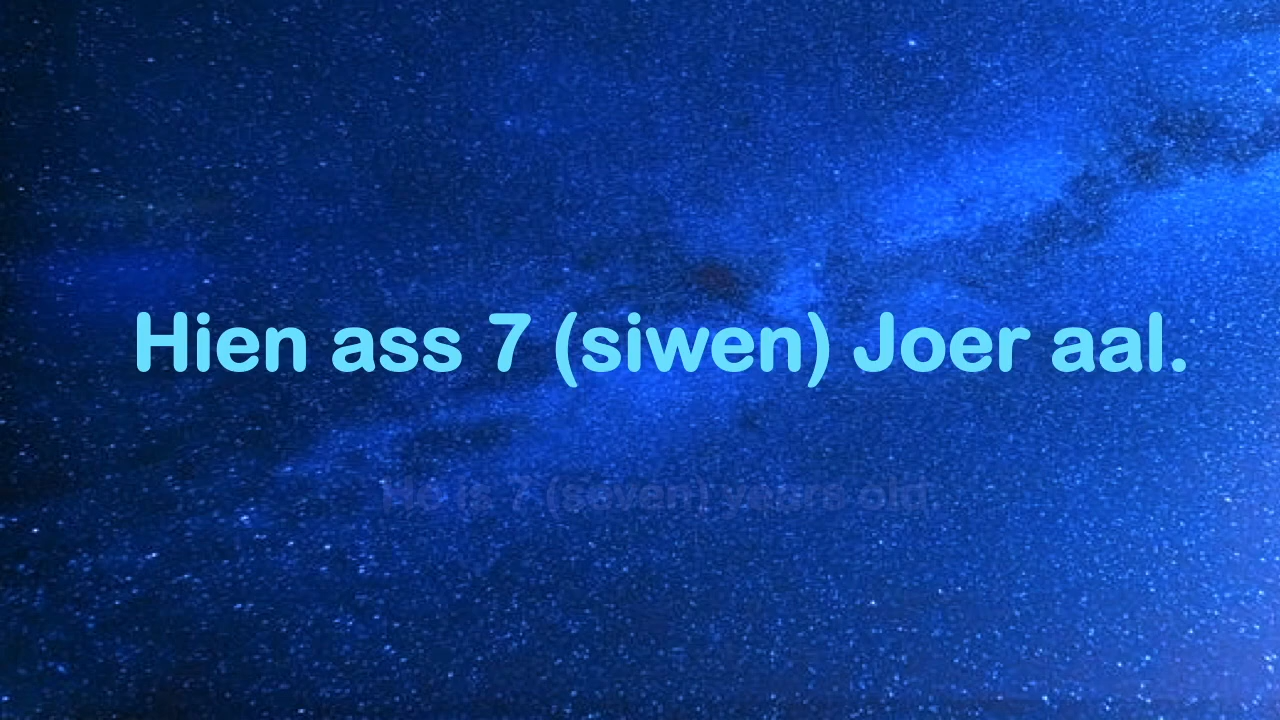 Hien ass 7 (siwen) Joer aal.
He is 7 (seven) years old.